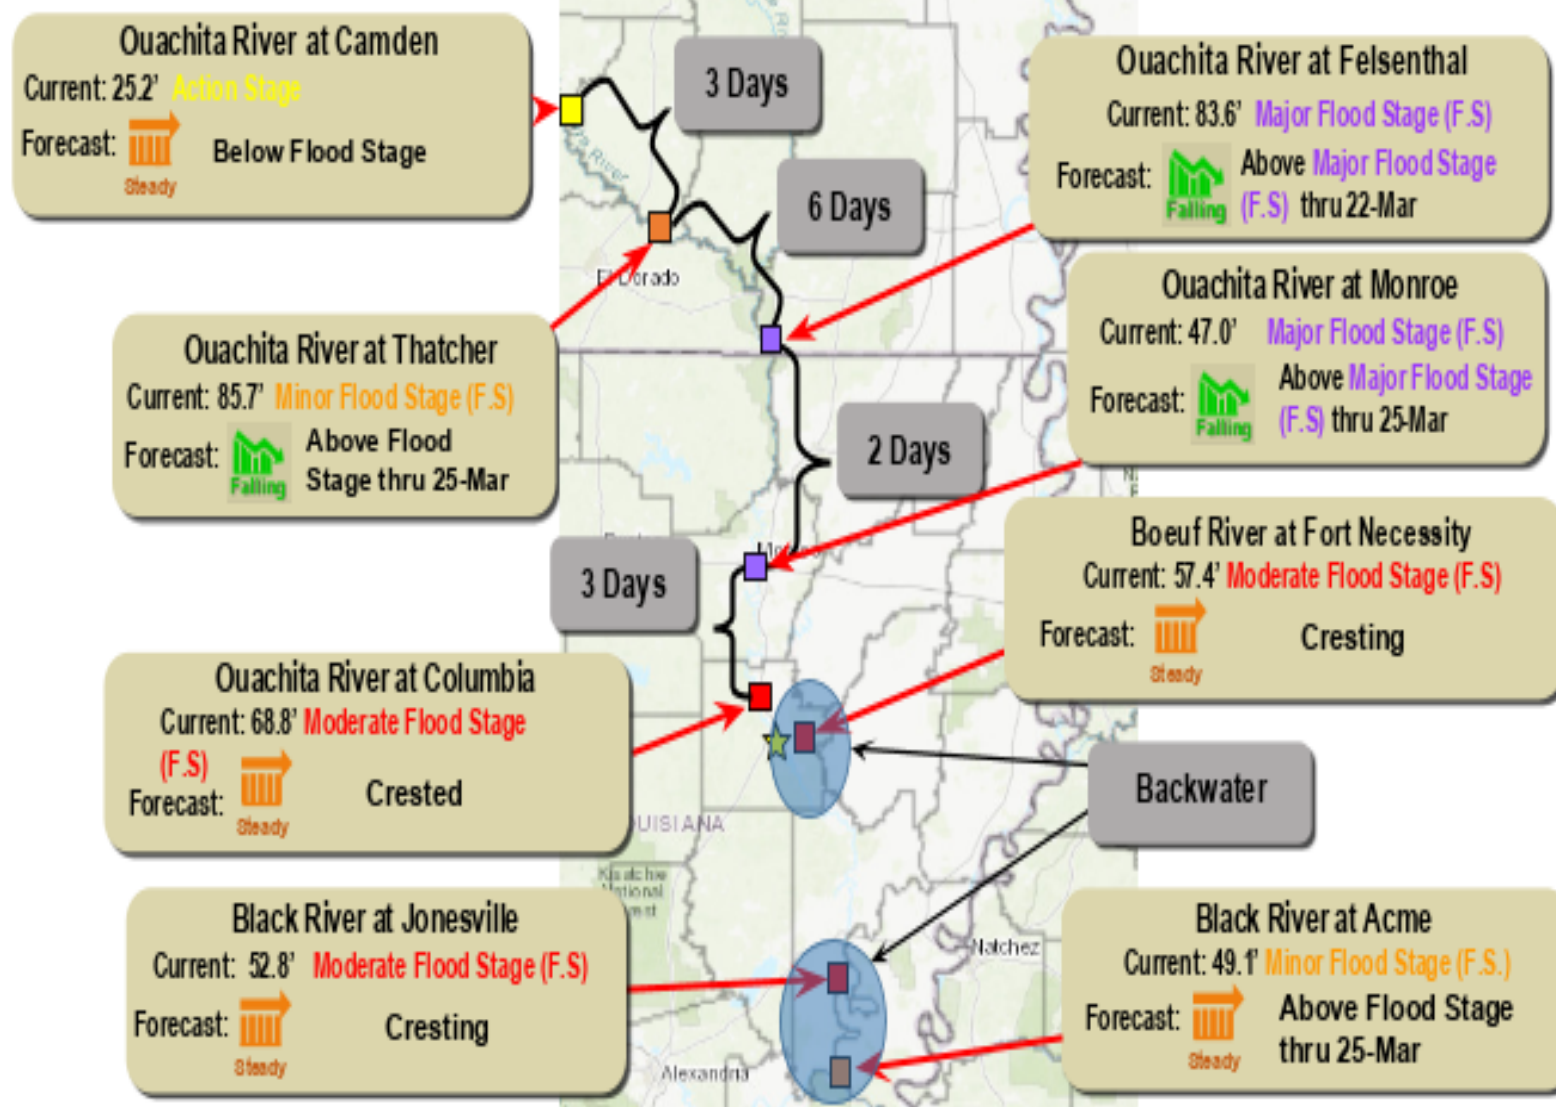 Ouachita River at Camden
Current: 25.2' Action Stage
Forecast:
Below Flood Stage
Steady
3 Days
Ouachita River at Felsenthal
Current: 83.6' Major Flood Stage (F.S)
Forecast:
Above Major Flood Stage
(F.S) thru 22-Mar
Falling
6 Days
River
El Dorado
Ouachita River at Monroe
Current: 47.0' Major Flood Stage (F.S)
Forecast:
Above Major Flood Stage
(F.S) thru 25-Mar
Falling
Ouachita River at Thatcher
Current: 85.7' Minor Flood Stage (F.S)
Forecast:
Above Flood
Stage thru 25-Mar
Falling
2 Days
3 Days
Boeuf River at Fort Necessity
Current: 57.4' Moderate Flood Stage (F.S)
Forecast:
Cresting
Steady
Ouachita River at Columbia
Current: 68.8' Moderate Flood Stage
(F.S)
Forecast:
Crested
Steady
Backwater
UISIANA
National
Black River at Jonesville
Current: 52.8' Moderate Flood Stage (F.S)
Forecast:
Cresting
Steady
Natchez
Alexandria
Black River at Acme
Current: 49.1' Minor Flood Stage (F.S.)
Forecast:
Above Flood Stage
thru 25-Mar
Steady